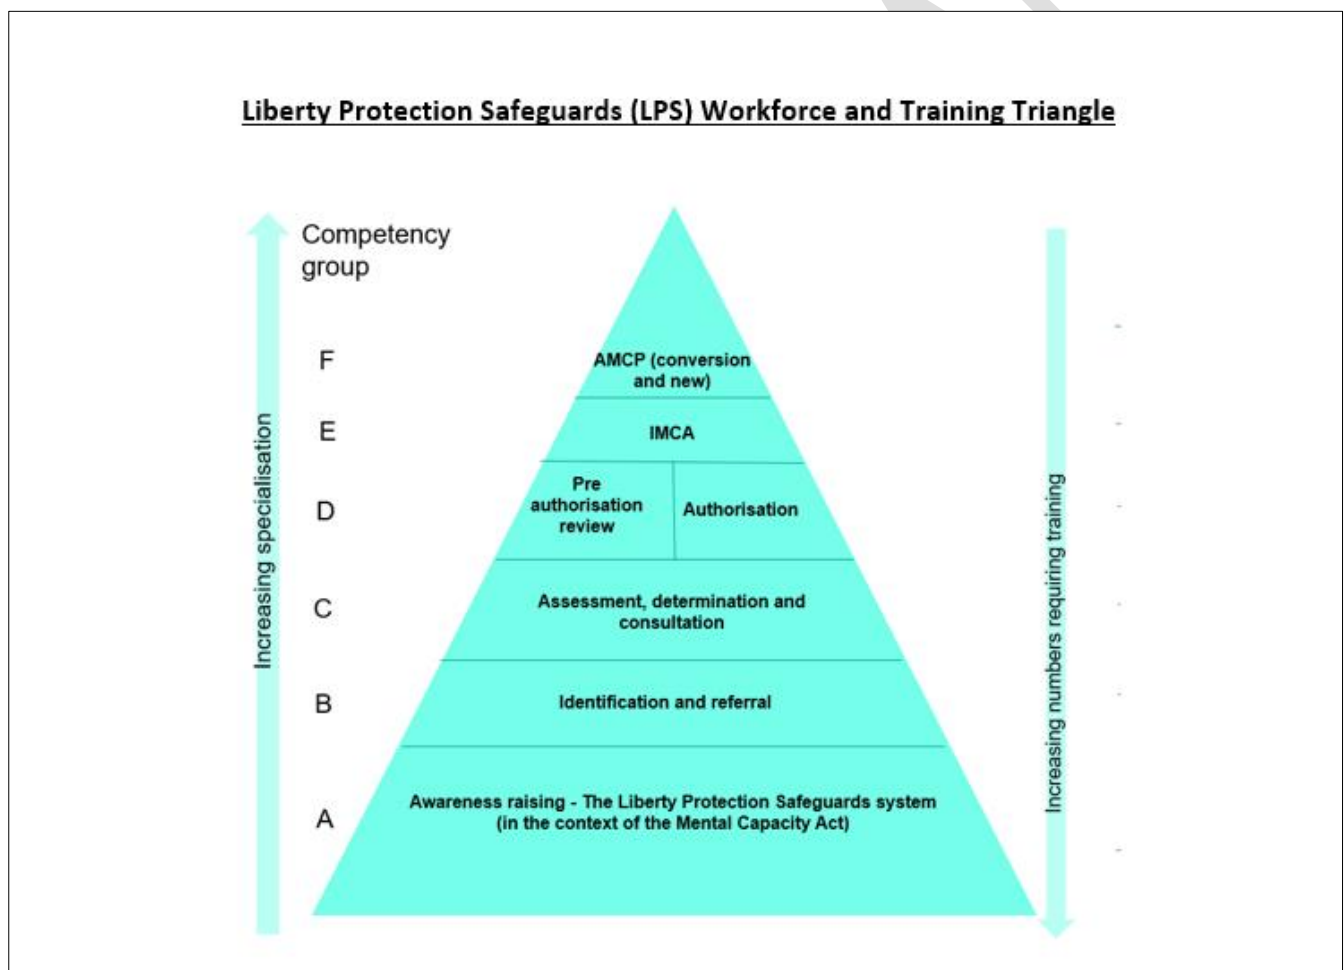 Liberty Protection Safeguards (LPS) Workforce and Training Triangle
Competency
group
F
AMCP (conversion
and new)
E
IMCA
D
Pre
authorisation
review
Authorisation
C
Assessment, determination and
consultation
B
Identification and referral
A
Awareness raising - The Liberty Protection Safeguards system
(in the context of the Mental Capacity Act)
Increasing specialisation
Increasing numbers requiring training